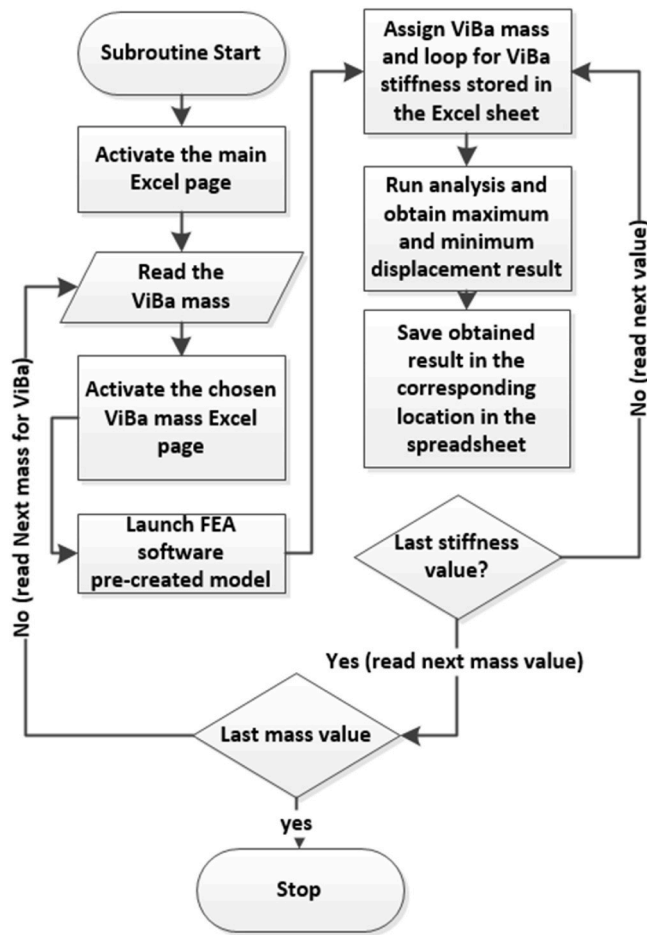 Subroutine Start
Activate the main
Excel page
Read the
ViBa mass
Activate the chosen
ViBa mass Excel
page
Launch FEA
software
pre-created model
Assign ViBa mass
and loop for ViBa
stiffness stored in
the Excel sheet
Run analysis and
obtain maximum
and minimum
displacement result
Save obtained
result in the
corresponding
location in the
spreadsheet
Last stiffness
value?
No (read next value)
Yes (read next mass value)
Last mass value
No (read Next mass for ViBa)
yes
Stop